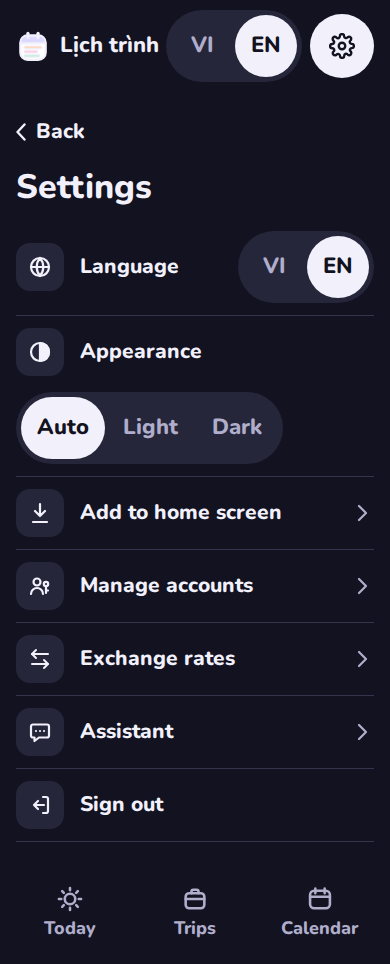 Lịch trình VI EN
Back
Settings
Language VI EN
Appearance
Auto Light Dark
Add to home screen
Manage accounts
Exchange rates
Assistant
Sign out
Today Trips Calendar